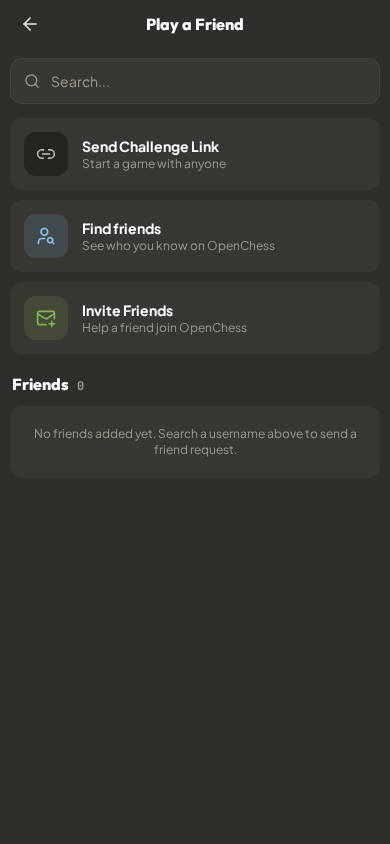 Play a Friend
Search...
Send Challenge Link
Start a game with anyone
Find friends
See who you know on OpenChess
Invite Friends
Help a friend join OpenChess
Friends 0
No friends added yet. Search a username above to send a
friend request.